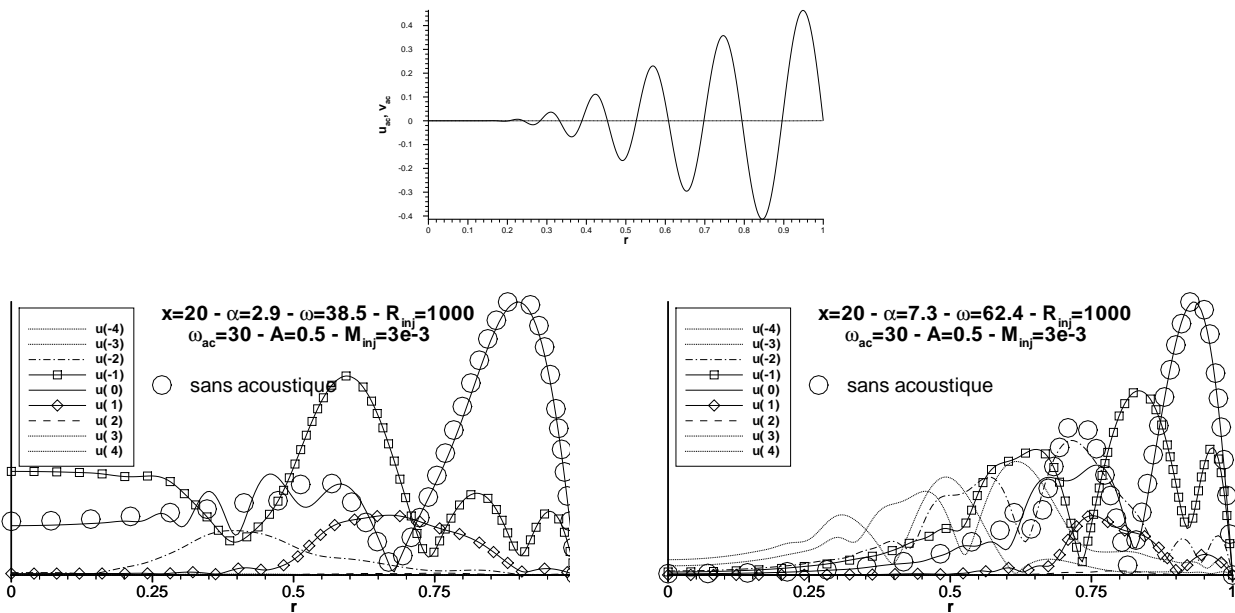 0.4
0.3
0.2
0.1
0
-0.1
-0.2
-0.3
-0.4
u_ac, v_ac
0 0.1 0.2 0.3 0.4 0.5 0.6 0.7 0.8 0.9 1
r
x=20 - α=2.9 - ω=38.5 - R_inj=1000
ω_ac=30 - A=0.5 - M_inj=3e-3
u(-4)
u(-3)
u(-2)
u(-1)
u( 0)
u( 1)
u( 2)
u( 3)
u( 4)
sans acoustique
0 0.25 0.5 0.75
r
x=20 - α=7.3 - ω=62.4 - R_inj=1000
ω_ac=30 - A=0.5 - M_inj=3e-3
u(-4)
u(-3)
u(-2)
u(-1)
u( 0)
u( 1)
u( 2)
u( 3)
u( 4)
sans acoustique
0 0.25 0.5 0.75 1
r